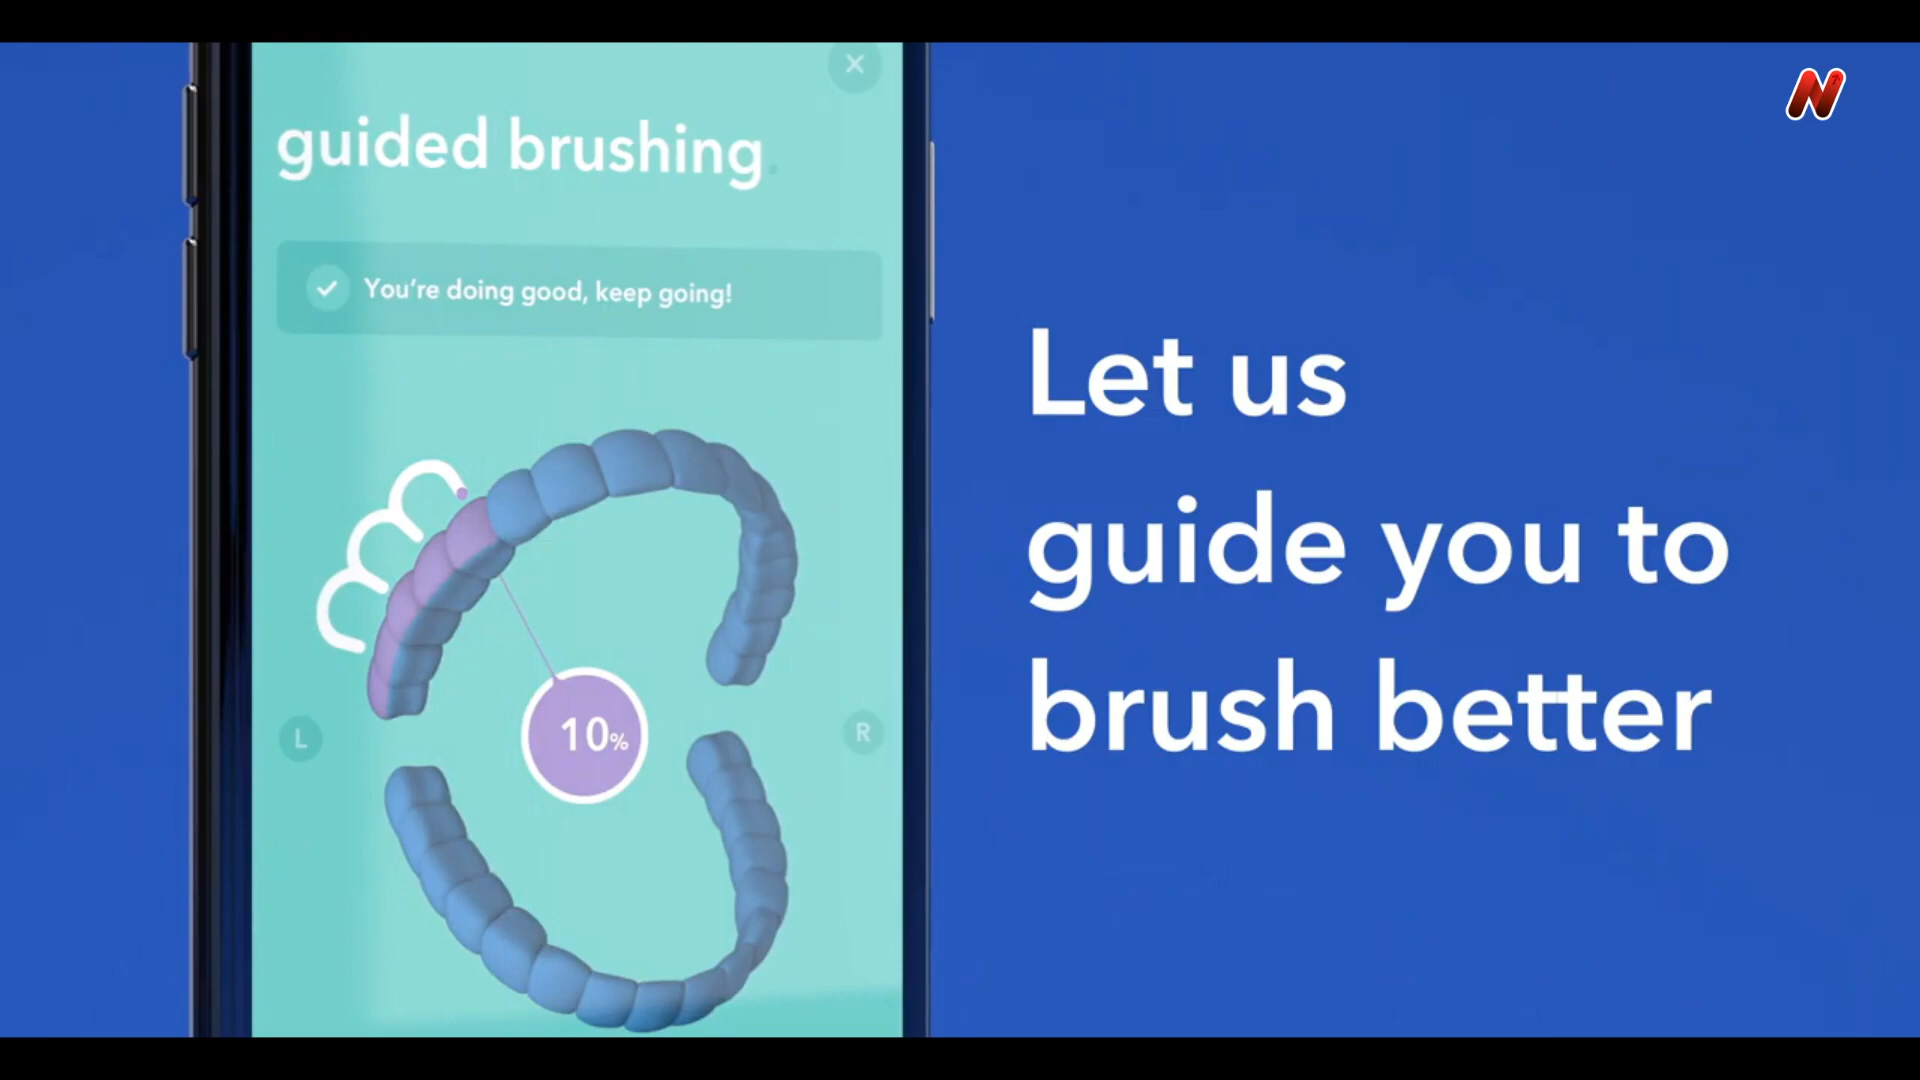 guided brushing.
You're doing good, keep going!
L
10%
R
Let us
guide you to
brush better
N